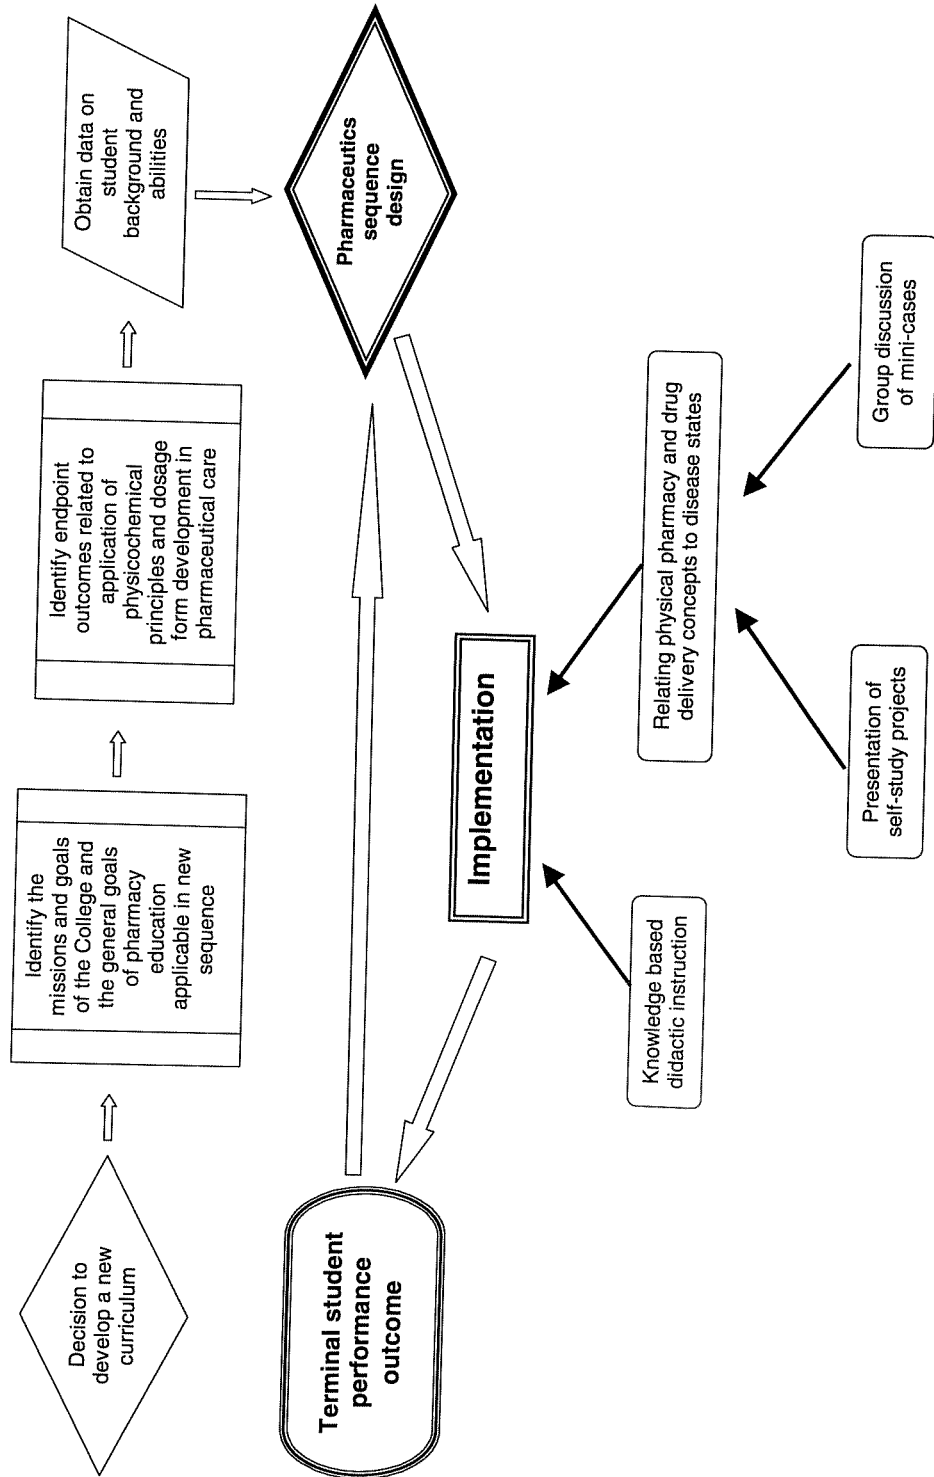 Decision to
develop a new
curriculum
Identify the
missions and goals
of the College and
the general goals
of pharmacy
education
applicable in new
sequence
Identify endpoint
outcomes related to
application of
physicochemical
principles and dosage
form development in
pharmaceutical care
Obtain data on
student
background and
abilities
Pharmaceutics
sequence
design
Implementation
Terminal student
performance
outcome
Knowledge based
didactic instruction
Relating physical pharmacy and drug
delivery concepts to disease states
Presentation of
self-study projects
Group discussion
of mini-cases